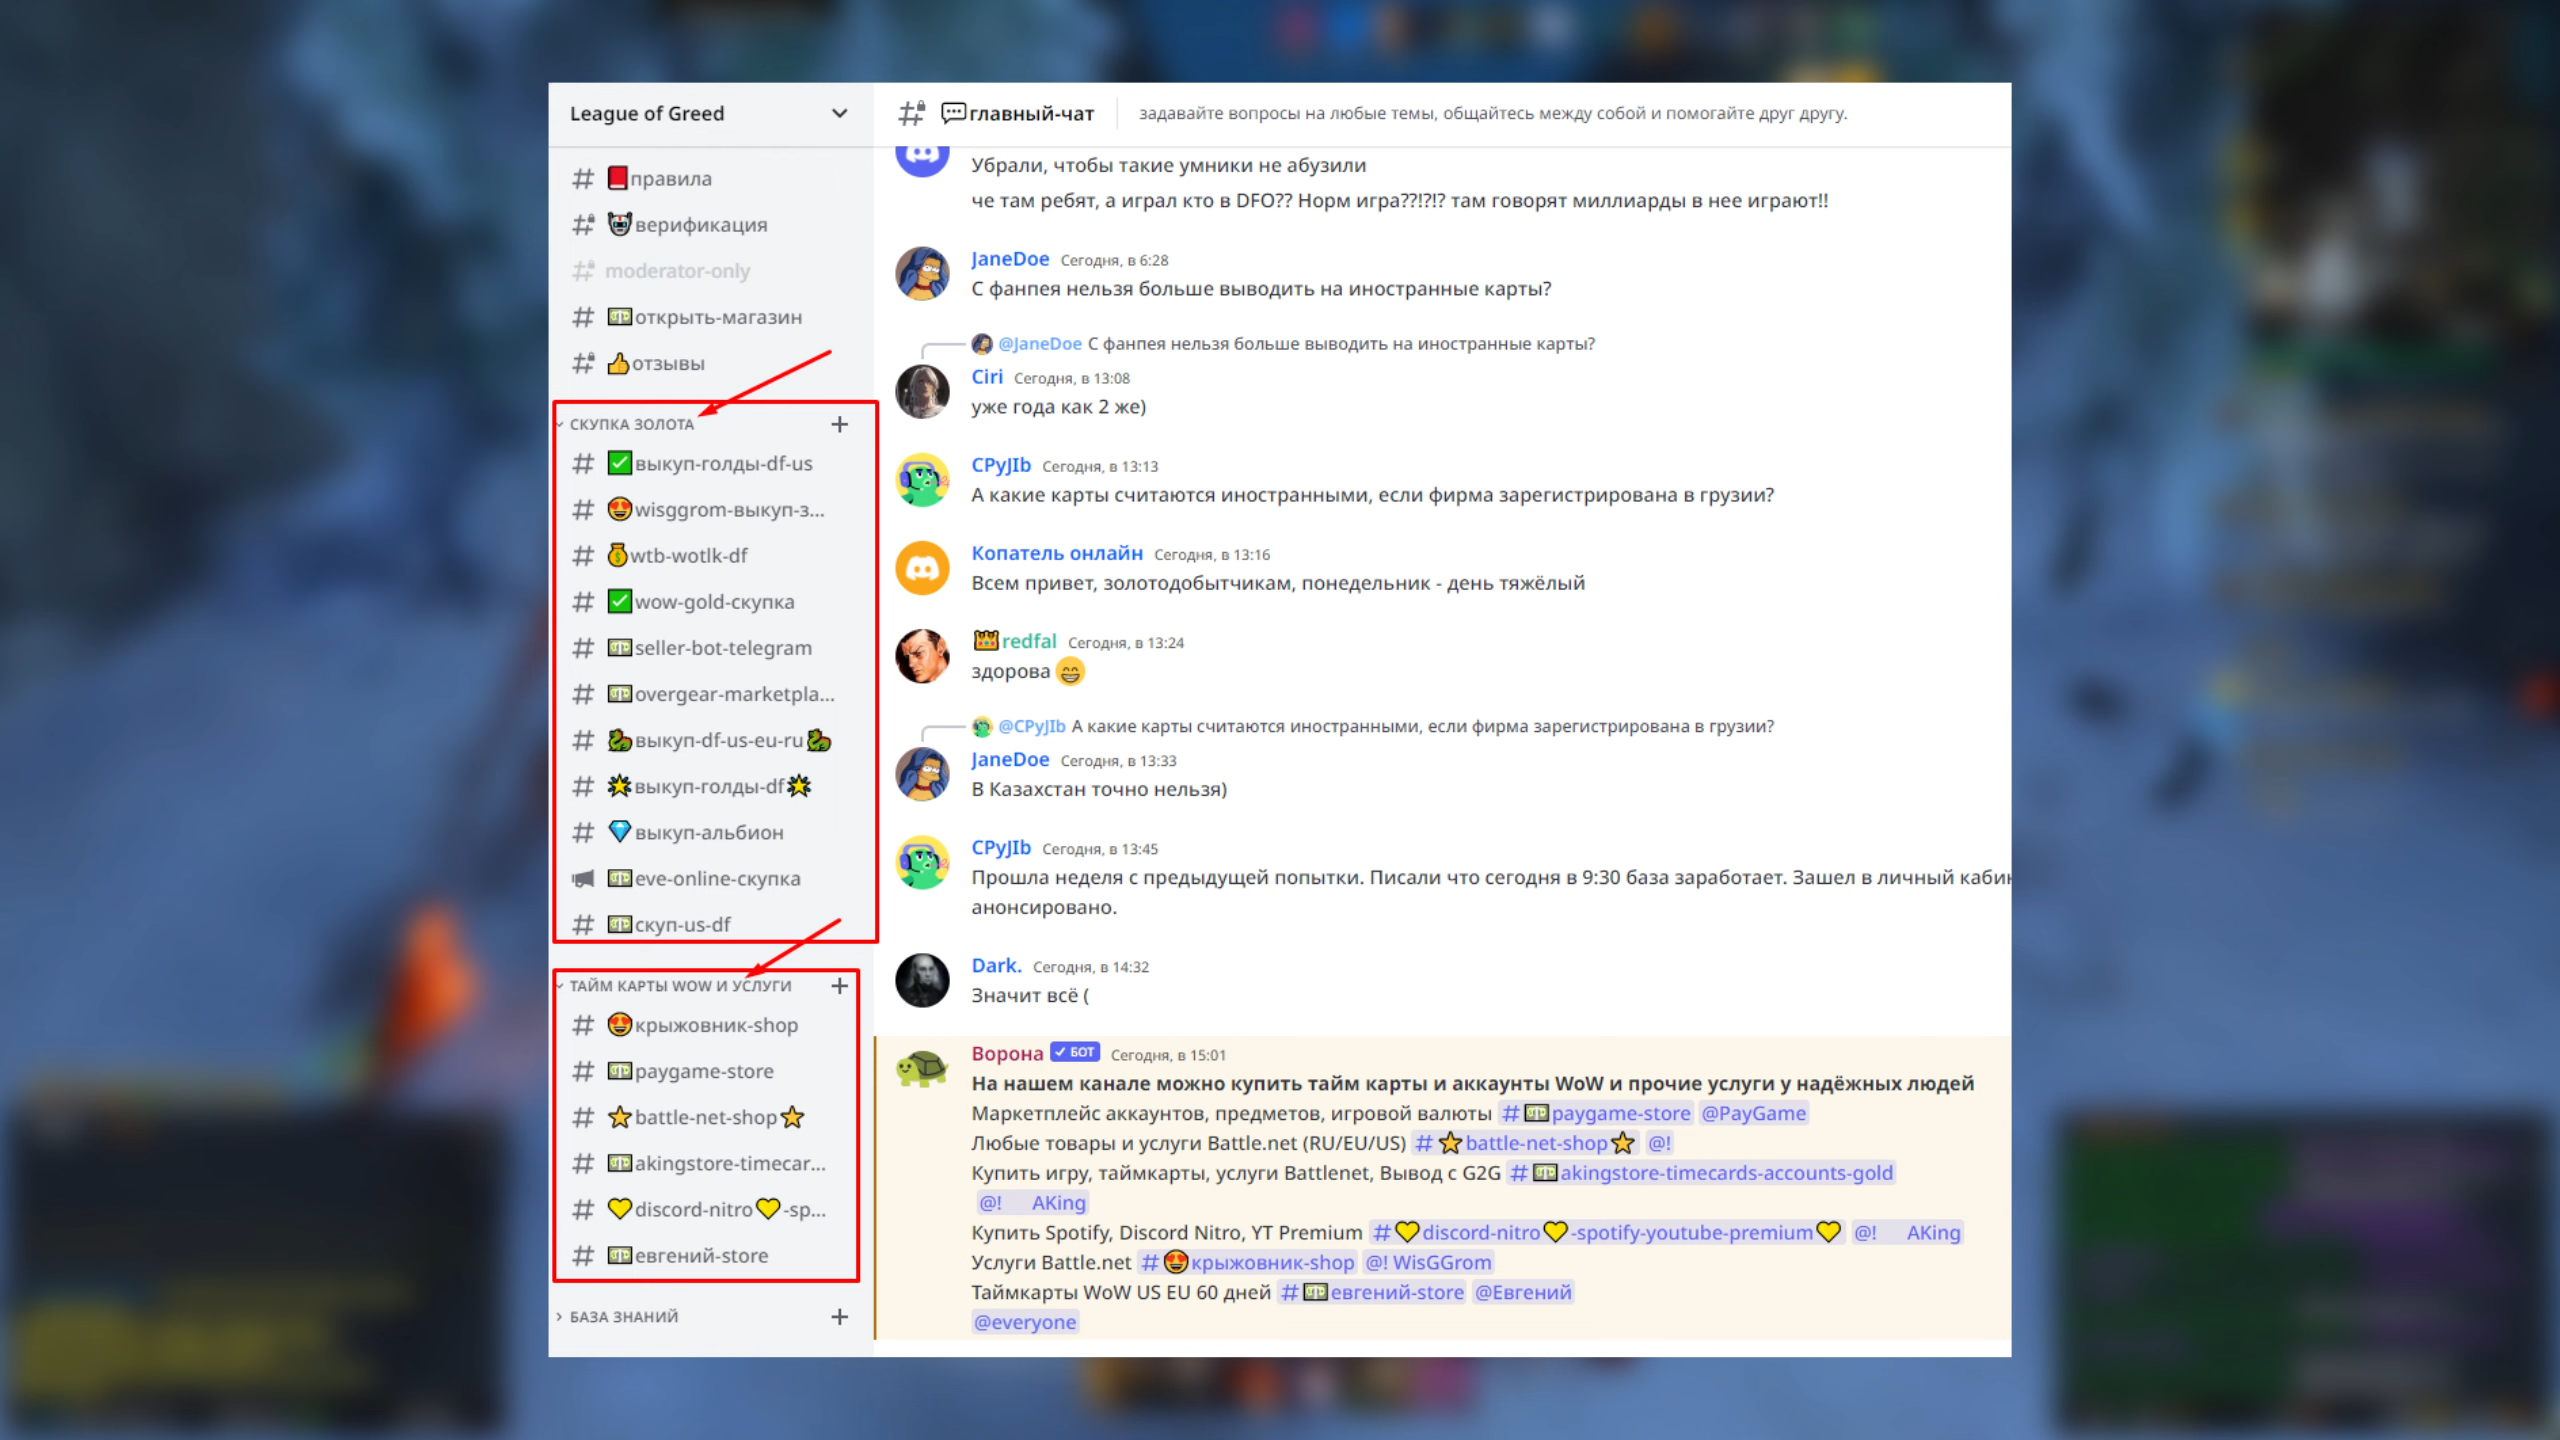 League of Greed
правила
верификация
moderator-only
открыть-магазин
отзывы
СКУПКА ЗОЛОТА
выкуп-голды-df-us
wisggrom-выкуп-з...
wtb-wotlk-df
wow-gold-скупка
seller-bot-telegram
overgear-marketpla...
выкуп-df-us-eu-ru
выкуп-голды-df
выкуп-альбион
eve-online-скупка
скуп-us-df
ТАЙМ КАРТЫ WOW И УСЛУГИ
крыжовник-shop
paygame-store
battle-net-shop
akingstore-timecar...
discord-nitro💛-sp...
евгений-store
БАЗА ЗНАНИЙ
главный-чат задавайте вопросы на любые темы, общайтесь между собой и помогайте друг другу.
Убрали, чтобы такие умники не абузили
че там ребят, а играл кто в DFO?? Норм игра??!?!? там говорят миллиарды в нее играют!!
JaneDoe Сегодня, в 6:28
С фанпея нельзя больше выводить на иностранные карты?
@JaneDoe С фанпея нельзя больше выводить на иностранные карты?
Ciri Сегодня, в 13:08
уже года как 2 же)
CPyJIb Сегодня, в 13:13
А какие карты считаются иностранными, если фирма зарегистрирована в грузии?
Копатель онлайн Сегодня, в 13:16
Всем привет, золотодобытчикам, понедельник - день тяжёлый
redfal Сегодня, в 13:24
здорова
@CPyJIb А какие карты считаются иностранными, если фирма зарегистрирована в грузии?
JaneDoe Сегодня, в 13:33
В Казахстан точно нельзя)
CPyJIb Сегодня, в 13:45
Прошла неделя с предыдущей попытки. Писали что сегодня в 9:30 база заработает. Зашел в личный каби
анонсировано.
Dark. Сегодня, в 14:32
Значит всё (
Ворона ✓ БОТ Сегодня, в 15:01
На нашем канале можно купить тайм карты и аккаунты WoW и прочие услуги у надёжных людей
Маркетплейс аккаунтов, предметов, игровой валюты #paygame-store @PayGame
Любые товары и услуги Battle.net (RU/EU/US) #⭐battle-net-shop⭐ @!
Купить игру, таймкарты, услуги Battlenet, Вывод с G2G #akingstore-timecards-accounts-gold
@! AKing
Купить Spotify, Discord Nitro, YT Premium #💛discord-nitro💛-spotify-youtube-premium💛 @! AKing
Услуги Battle.net #😍крыжовник-shop @! WisGGrom
Таймкарты WoW US EU 60 дней #евгений-store @Евгений
@everyone